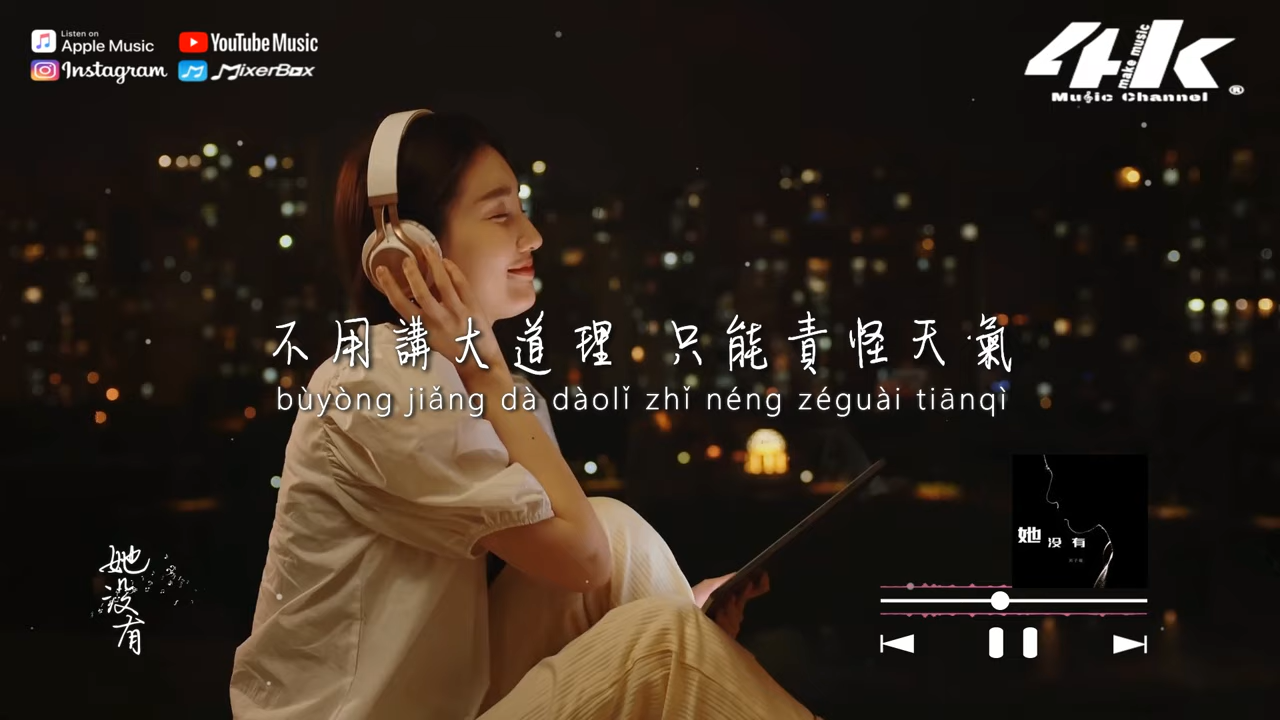 Listen on
Apple Music
YouTube Music
Instagram
MixerBox
4k
make music
Music Channel
®
不用講大道理 只能責怪天氣
bùyòng jiǎng dà dàolǐ zhǐ néng zéguài tiānqì
她没有
她没有